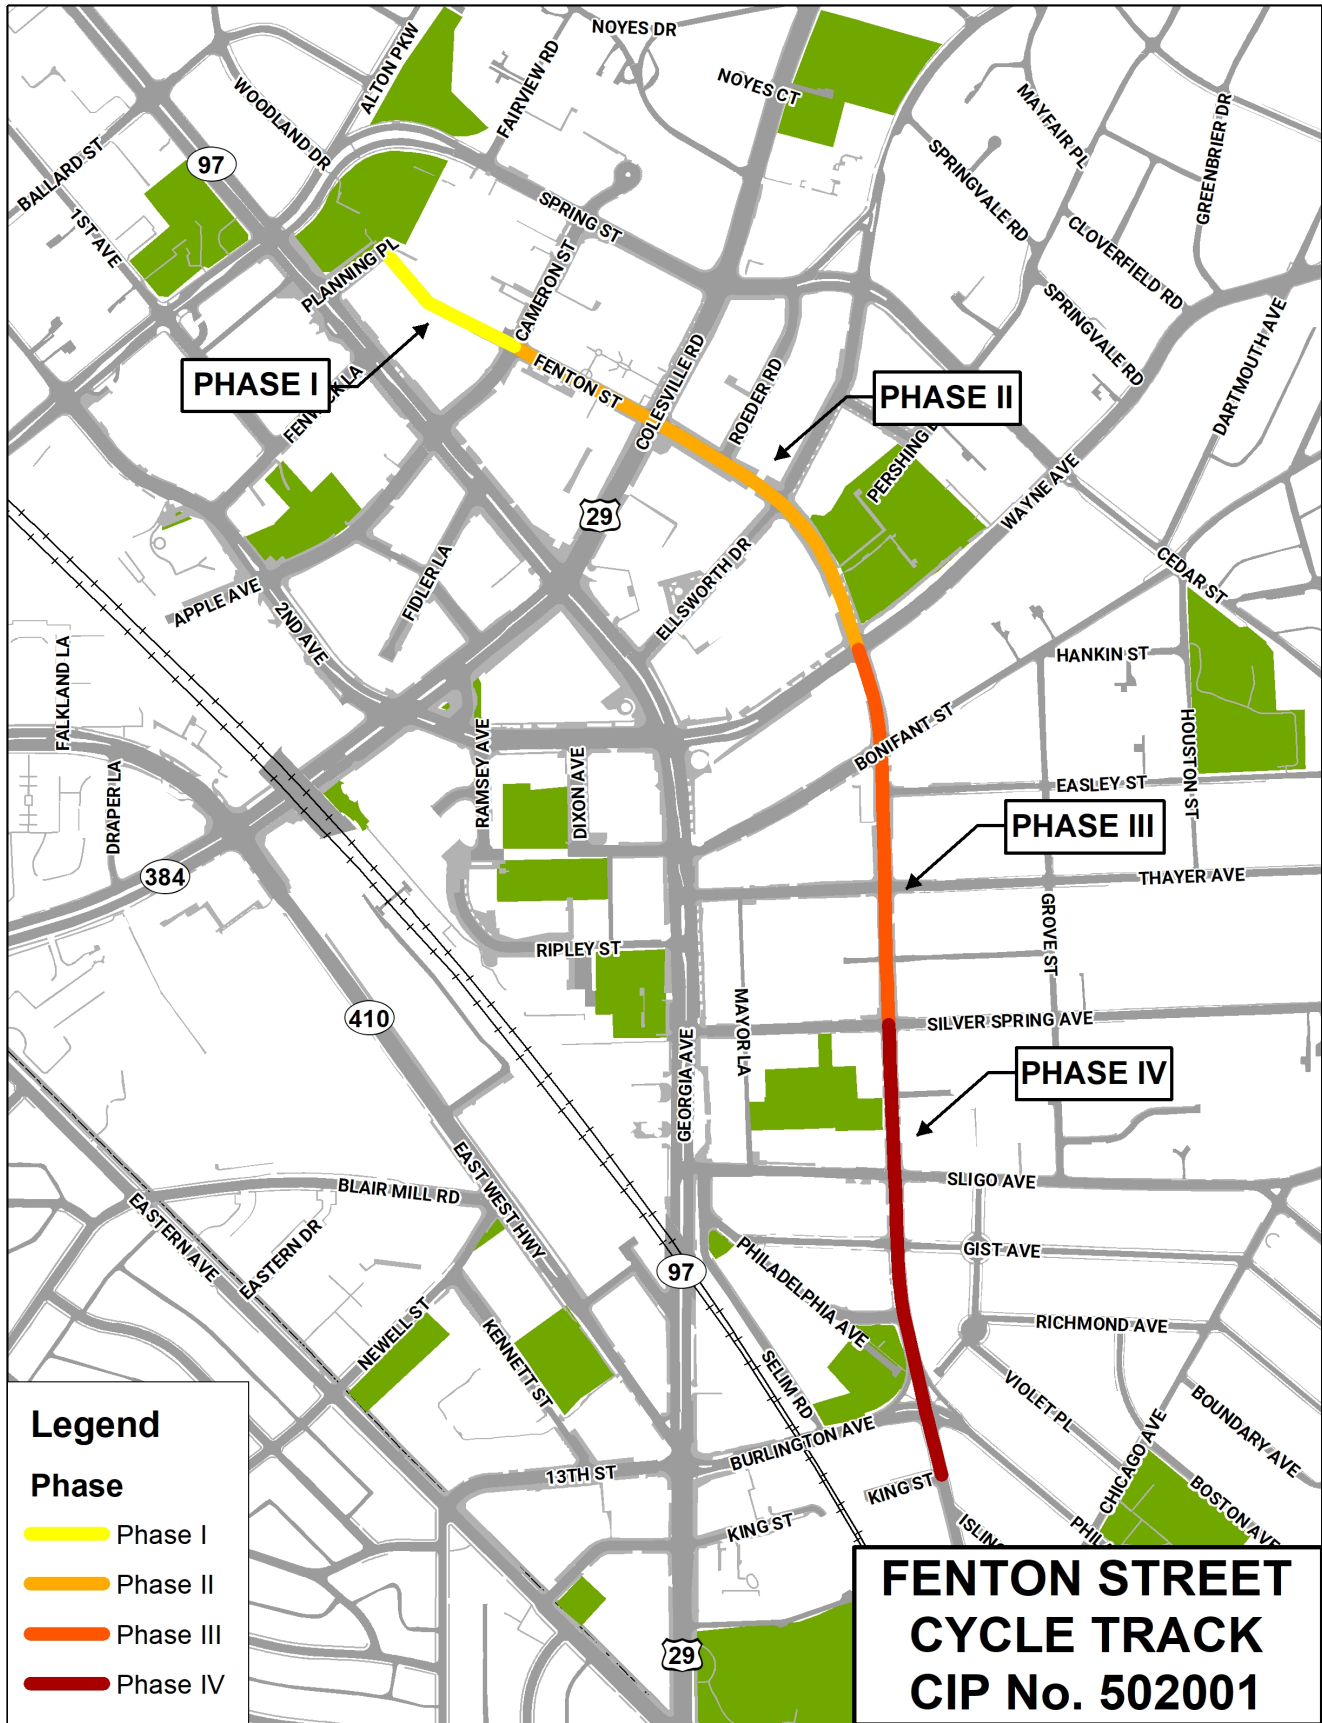 NOYES DR
ALTON PKW
FAIRVIEW RD
NOYES CT
WOODLAND DR
MAYFAIR PL
GREENBRIER DR
BALLARD ST
97
SPRINGVALE RD
1ST AVE
SPRING ST
CLOVERFIELD RD
PLANNING PL
CAMERON ST
SPRINGVALE RD
DARTMOUTH AVE
PHASE I
FENTON ST
COLESVILLE RD
ROEDER RD
PHASE II
FENWICK LA
PERSHING
WAYNE AVE
29
APPLE AVE
FIDLER LA
ELLSWORTH DR
CEDAR ST
2ND AVE
HANKIN ST
FALKLAND LA
RAMSEY AVE
BONIFANT ST
HOUSTON ST
DRAPER LA
DIXON AVE
EASLEY ST
PHASE III
384
THAYER AVE
GROVE ST
RIPLEY ST
410
MAYOR LA
SILVER SPRING AVE
GEORGIA AVE
PHASE IV
EAST WEST HWY
BLAIR MILL RD
SLIGO AVE
EASTERN AVE
EASTERN DR
PHILADELPHIA AVE
GIST AVE
97
NEWELL ST
KENNETT ST
RICHMOND AVE
SELIM RD
VIOLET PL
BOUNDARY AVE
BURLINGTON AVE
CHICAGO AVE
13TH ST
KING ST
BOSTON AVE
KING ST
29
Legend
Phase
Phase I
Phase II
Phase III
Phase IV
FENTON STREET
CYCLE TRACK
CIP No. 502001